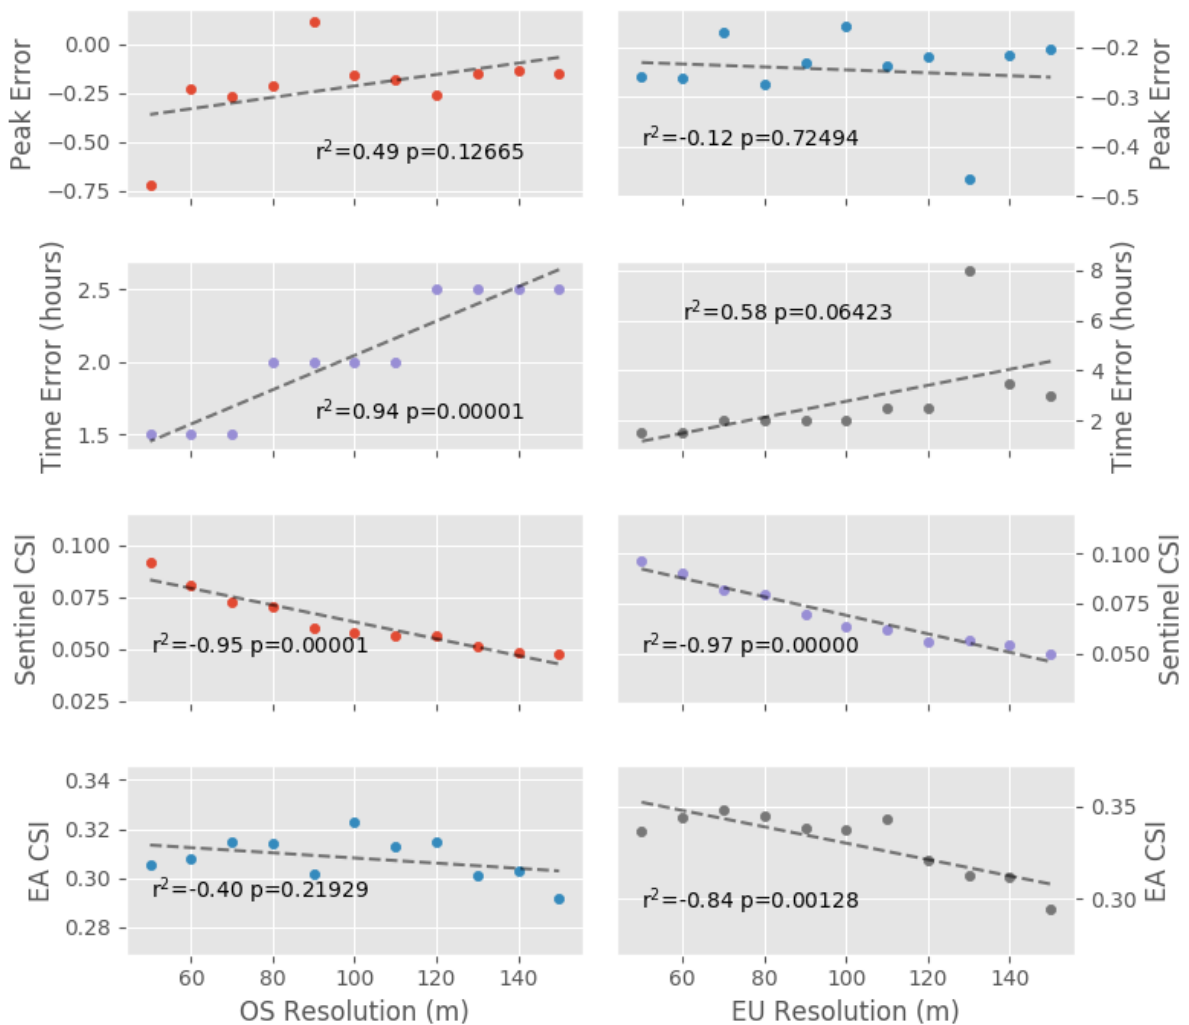 Peak Error
0.00
−0.25
−0.50
−0.75
r²=0.49 p=0.12665
r²=-0.12 p=0.72494
−0.2
−0.3
−0.4
−0.5
Peak Error
Time Error (hours)
2.5
2.0
1.5
r²=0.94 p=0.00001
r²=0.58 p=0.06423
8
6
4
2
Time Error (hours)
Sentinel CSI
0.100
0.075
0.050
0.025
r²=-0.95 p=0.00001
r²=-0.97 p=0.00000
0.100
0.075
0.050
Sentinel CSI
EA CSI
0.34
0.32
0.30
0.28
r²=-0.40 p=0.21929
r²=-0.84 p=0.00128
0.35
0.30
EA CSI
60 80 100 120 140
OS Resolution (m)
60 80 100 120 140
EU Resolution (m)